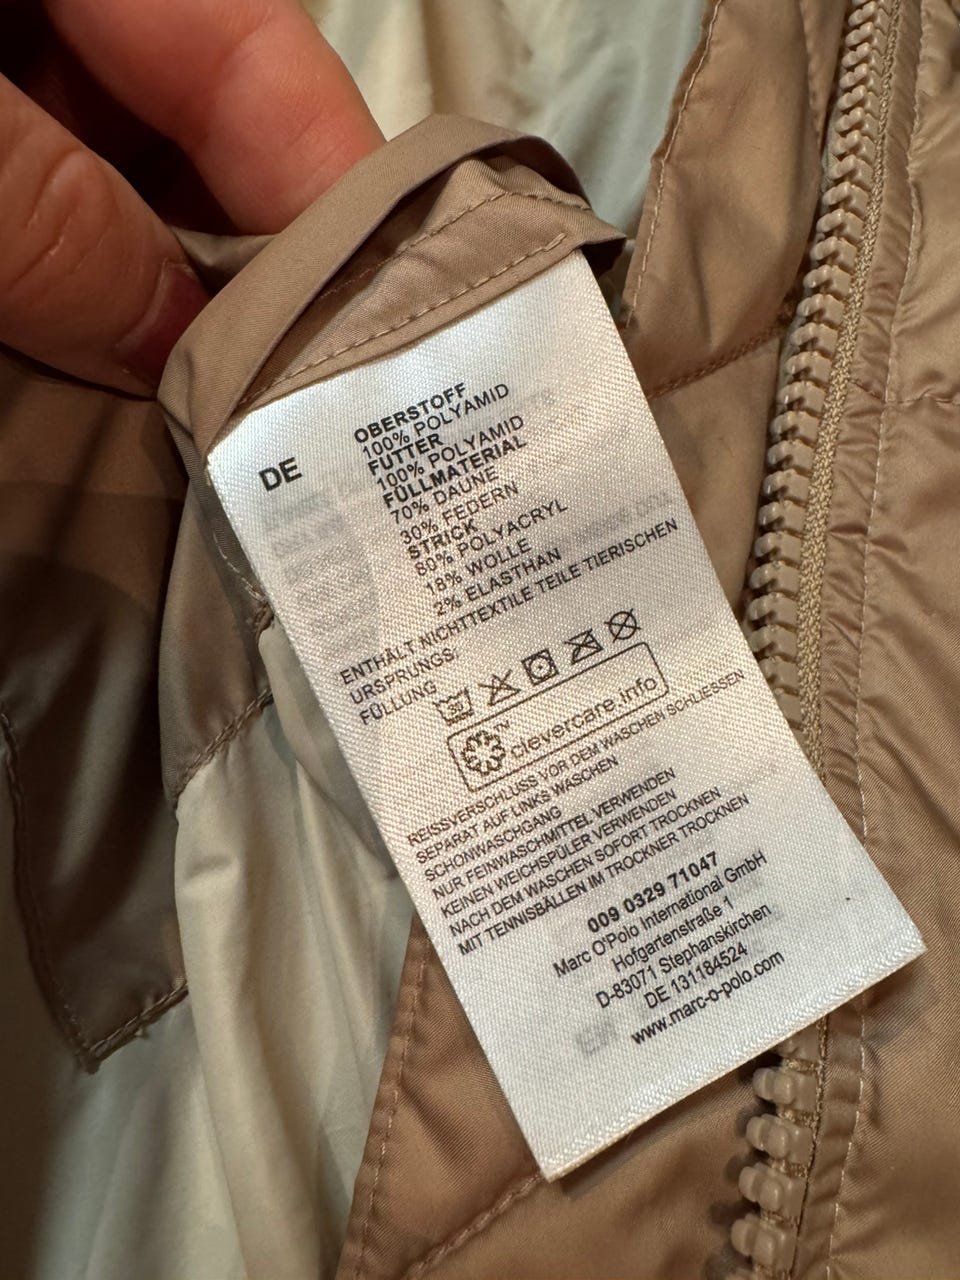 DE
OBERSTOFF
100% POLYAMID
FUTTER
100% POLYAMID
FÜLLMATERIAL
70% DAUNE
30% FEDERN
STRICK
80% POLYACRYL
18% WOLLE
2% ELASTHAN
ENTHÄLT NICHTTEXTILE TEILE TIERISCHEN
URSPRUNGS:
FÜLLUNG
clevercare.info
REISSVERSCHLUSS VOR DEM WASCHEN SCHLIESSEN
SEPARAT AUF LINKS WASCHEN
SCHONWASCHGANG
NUR FEINWASCHMITTEL VERWENDEN
KEINEN WEICHSPÜLER VERWENDEN
NACH DEM WASCHEN SOFORT TROCKNEN
MIT TENNISBÄLLEN IM TROCKNER TROCKNEN
009 0329 71047
Marc O'Polo International GmbH
Hofgartenstraße 1
D-83071 Stephanskirchen
DE 131184524
www.marc-o-polo.com